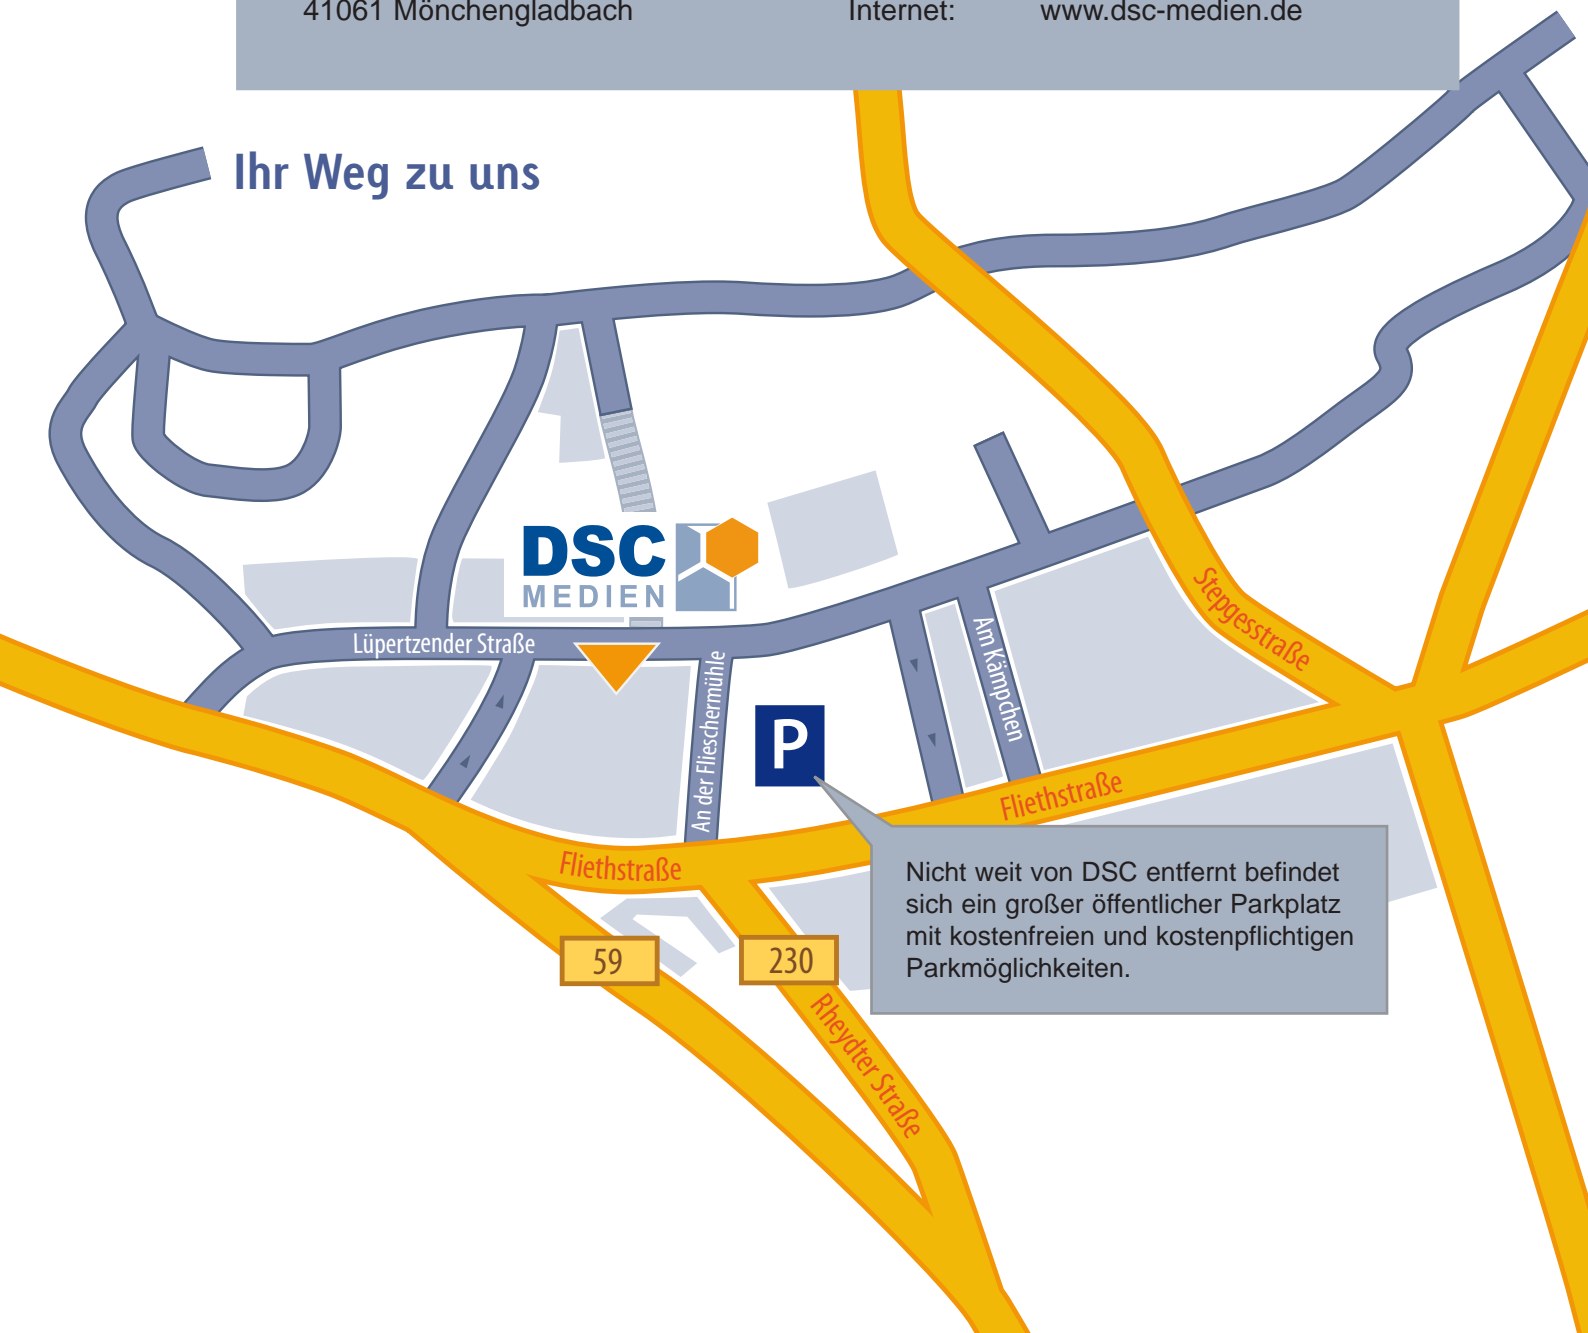 41061 Mönchengladbach Internet: www.dsc-medien.de
Ihr Weg zu uns
DSC
MEDIEN
Lüpertzender Straße
An der Flieschermühle
Am Kämpchen
Stepgesstraße
P
Fliethstraße
Fliethstraße
59
230
Rheydter Straße
Nicht weit von DSC entfernt befindet
sich ein großer öffentlicher Parkplatz
mit kostenfreien und kostenpflichtigen
Parkmöglichkeiten.